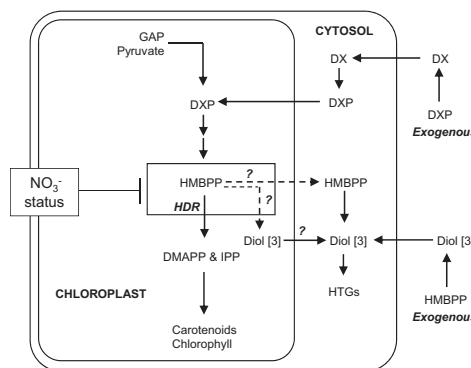 GAP
Pyruvate
CYTOSOL
DX
DX
DXP
DXP
DXP
Exogenous
NO3-
status
HMBPP
?
HMBPP
?
HDR
Diol [3]
?
Diol [3]
Diol [3
DMAPP & IPP
CHLOROPLAST
HTGs
HMBPP
Exogenous
Carotenoids
Chlorophyll